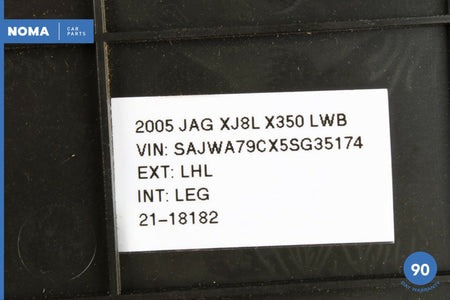 NOMA CAR PARTS
2005 JAG XJ8L X350 LWB
VIN: SAJWA79CX5SG35174
EXT: LHL
INT: LEG
21-18182
90
DAY WARRANTY